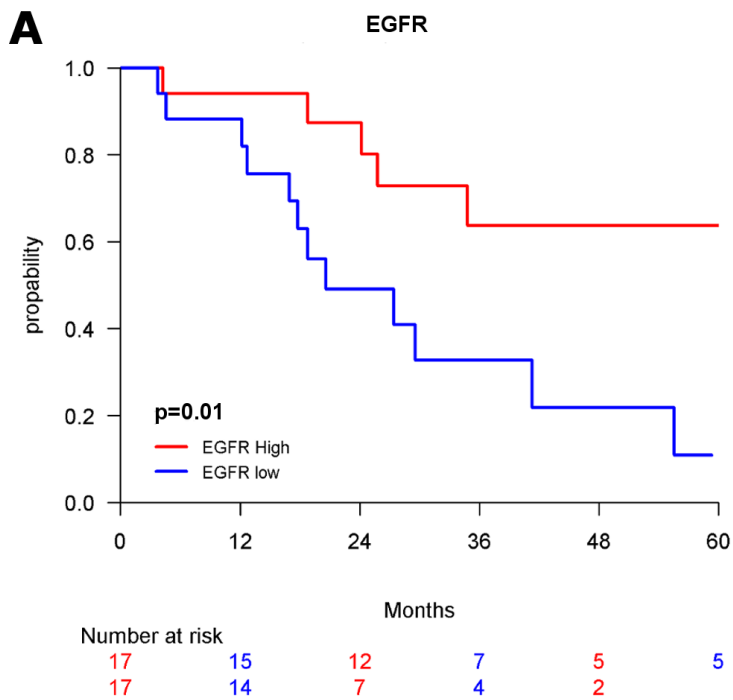 A
EGFR
1.0
0.8
0.6
0.4
0.2
0.0
propability
p=0.01
EGFR High
EGFR low
0 12 24 36 48 60
Months
Number at risk
17 15 12 7 5 5
17 14 7 4 2